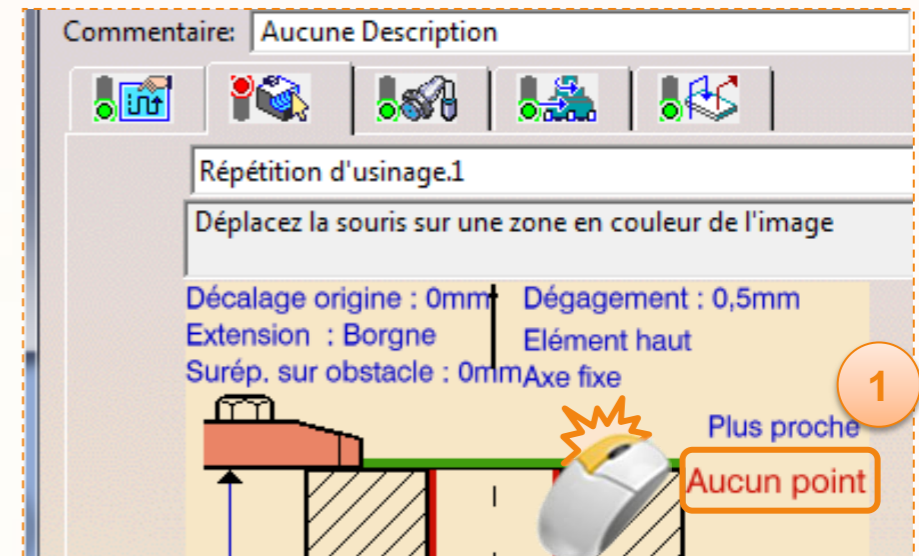 Commentaire: Aucune Description
Répétition d'usinage.1
Déplacez la souris sur une zone en couleur de l'image
Décalage origine : 0mm Dégagement : 0,5mm
Extension : Borgne Elément haut
Surép. sur obstacle : 0mm Axe fixe
1
Plus proche
Aucun point